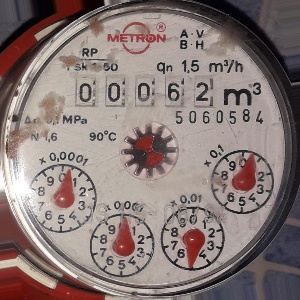 METRON ®
A·V
B·H
RP
qn 1,5 m³/h
00062 m³
5060584
MPa
90°C
x 0,0001
x 0,1
x 0,001
x 0,01